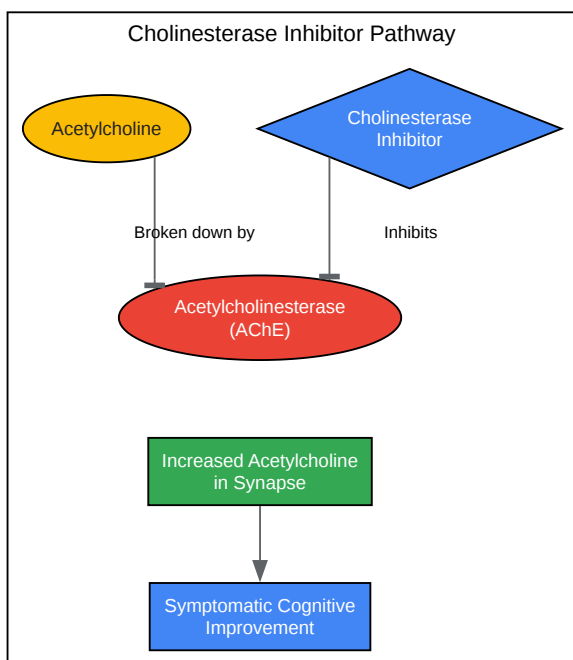 Cholinesterase Inhibitor Pathway
Acetylcholine
Cholinesterase
Inhibitor
Broken down by
Inhibits
Acetylcholinesterase
(AChE)
Increased Acetylcholine
in Synapse
Symptomatic Cognitive
Improvement